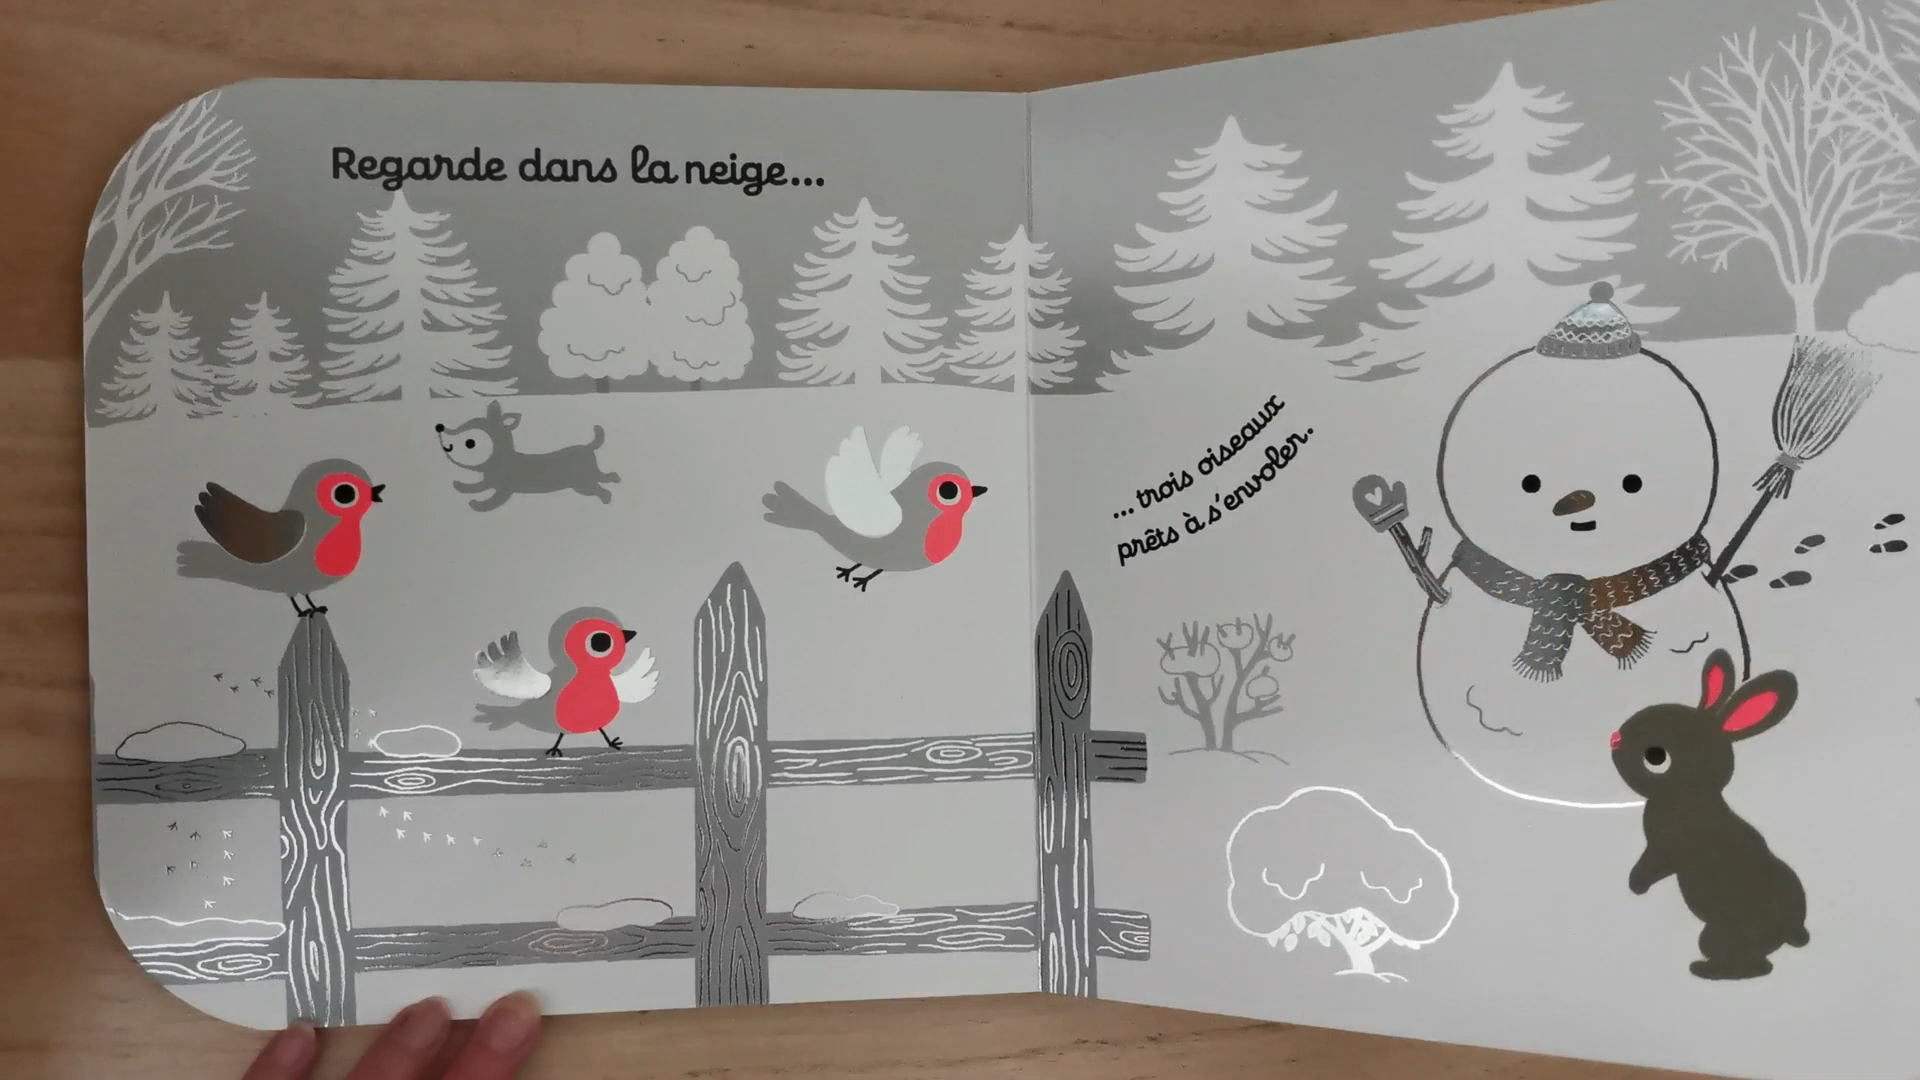 Regarde dans la neige...
... trois oiseaux
prêts à s'envoler.